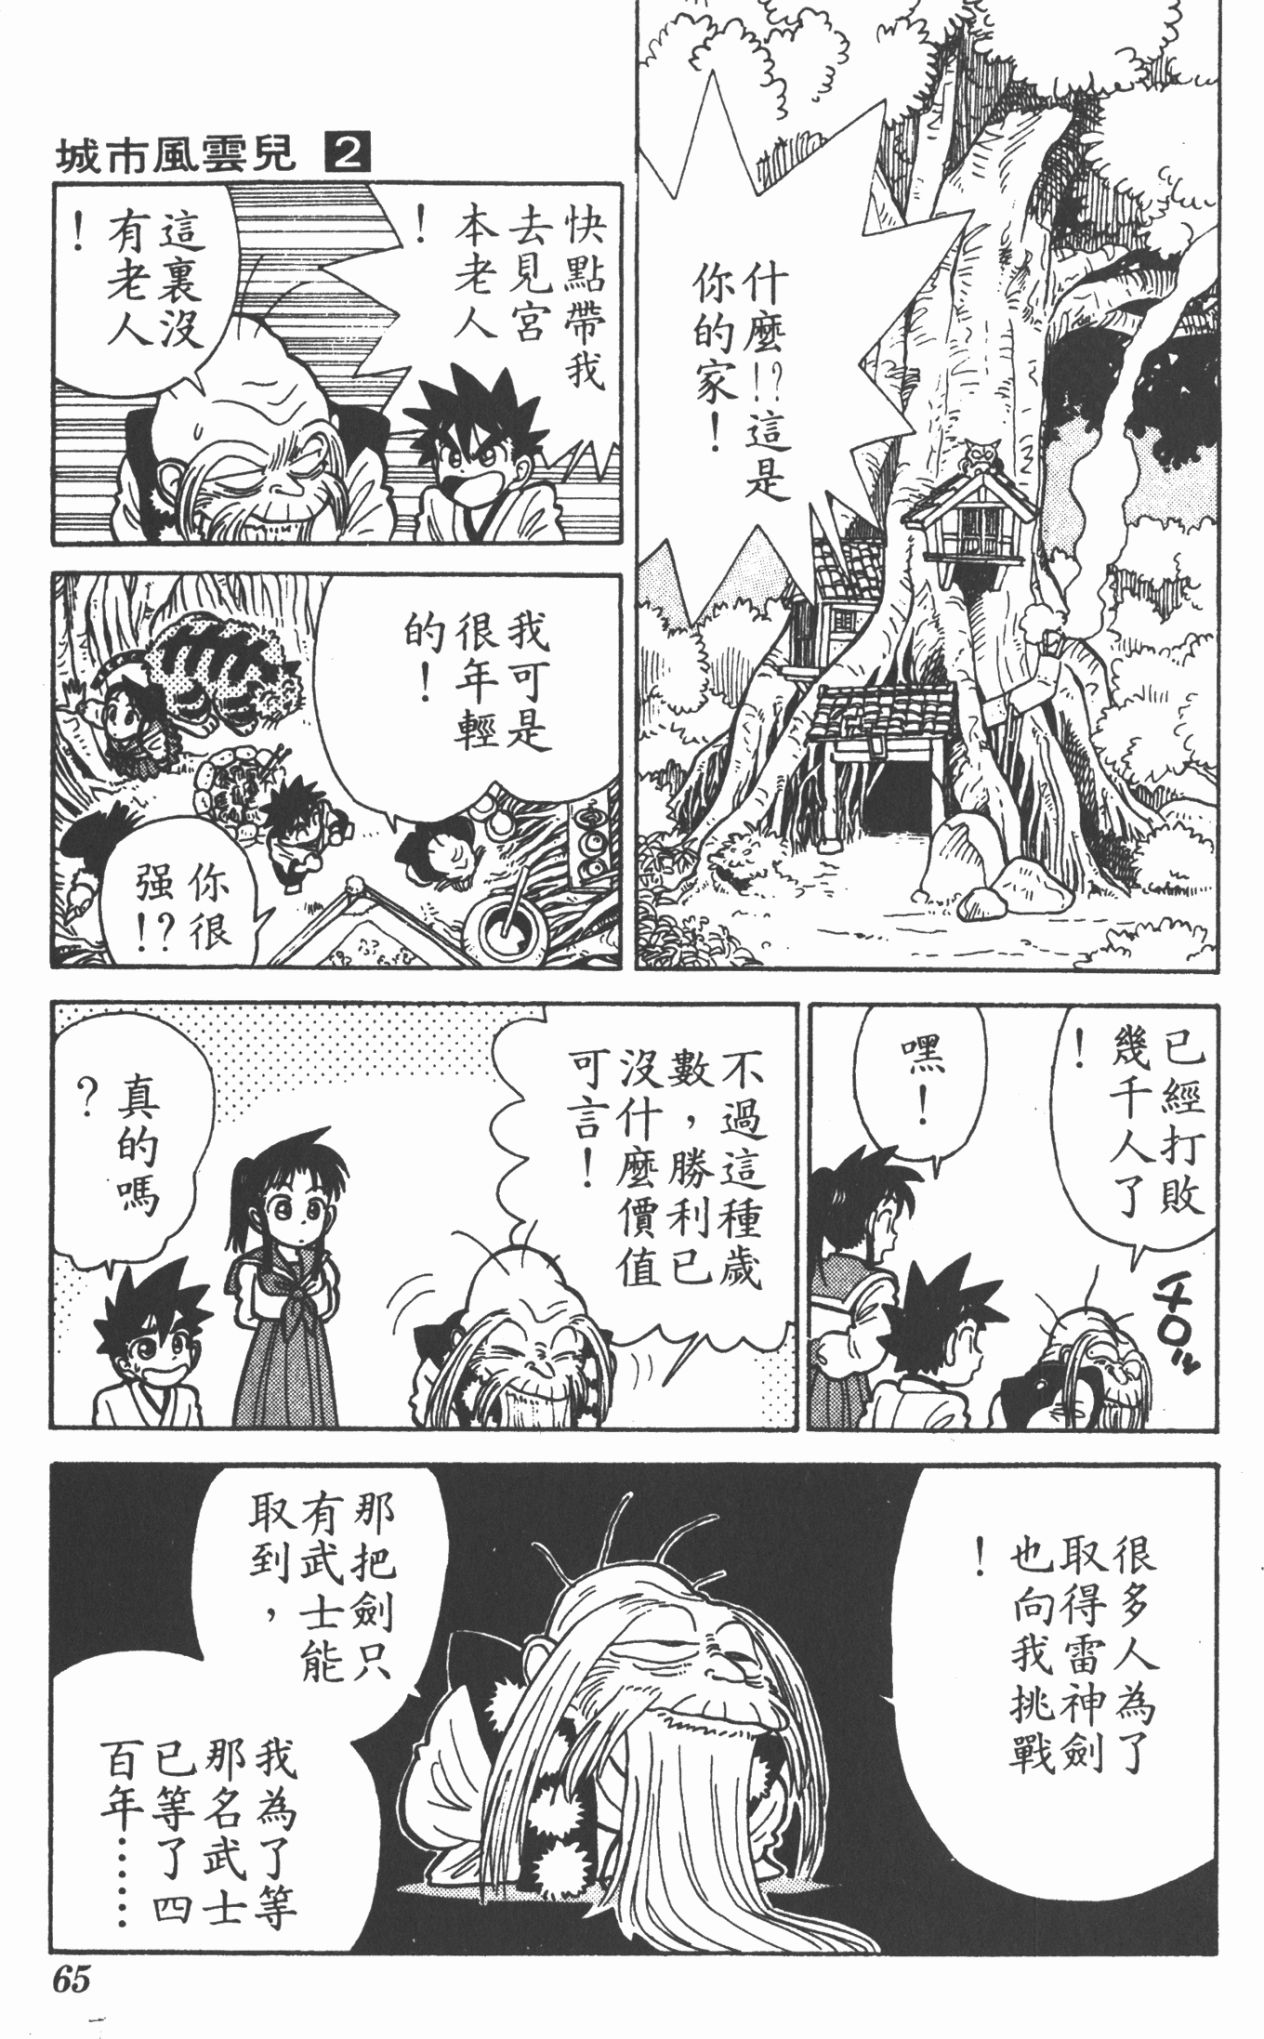 城市風雲兒 2
什麼!?這是
你的家！
快點帶我
去見宮
本老人
！
這裏沒
有老人
！
我可是
很年輕
的！
你很
强!?
已經打敗
幾千人了
！
嘿！
不過這種歲
數，勝利已
沒什麼價值
可言！
真的嗎
？
很多人為了
取得雷神劍
也向我挑戰
！
那把劍只
有武士能
取到，
我為了等
那名武士
已等了四
百年……
65